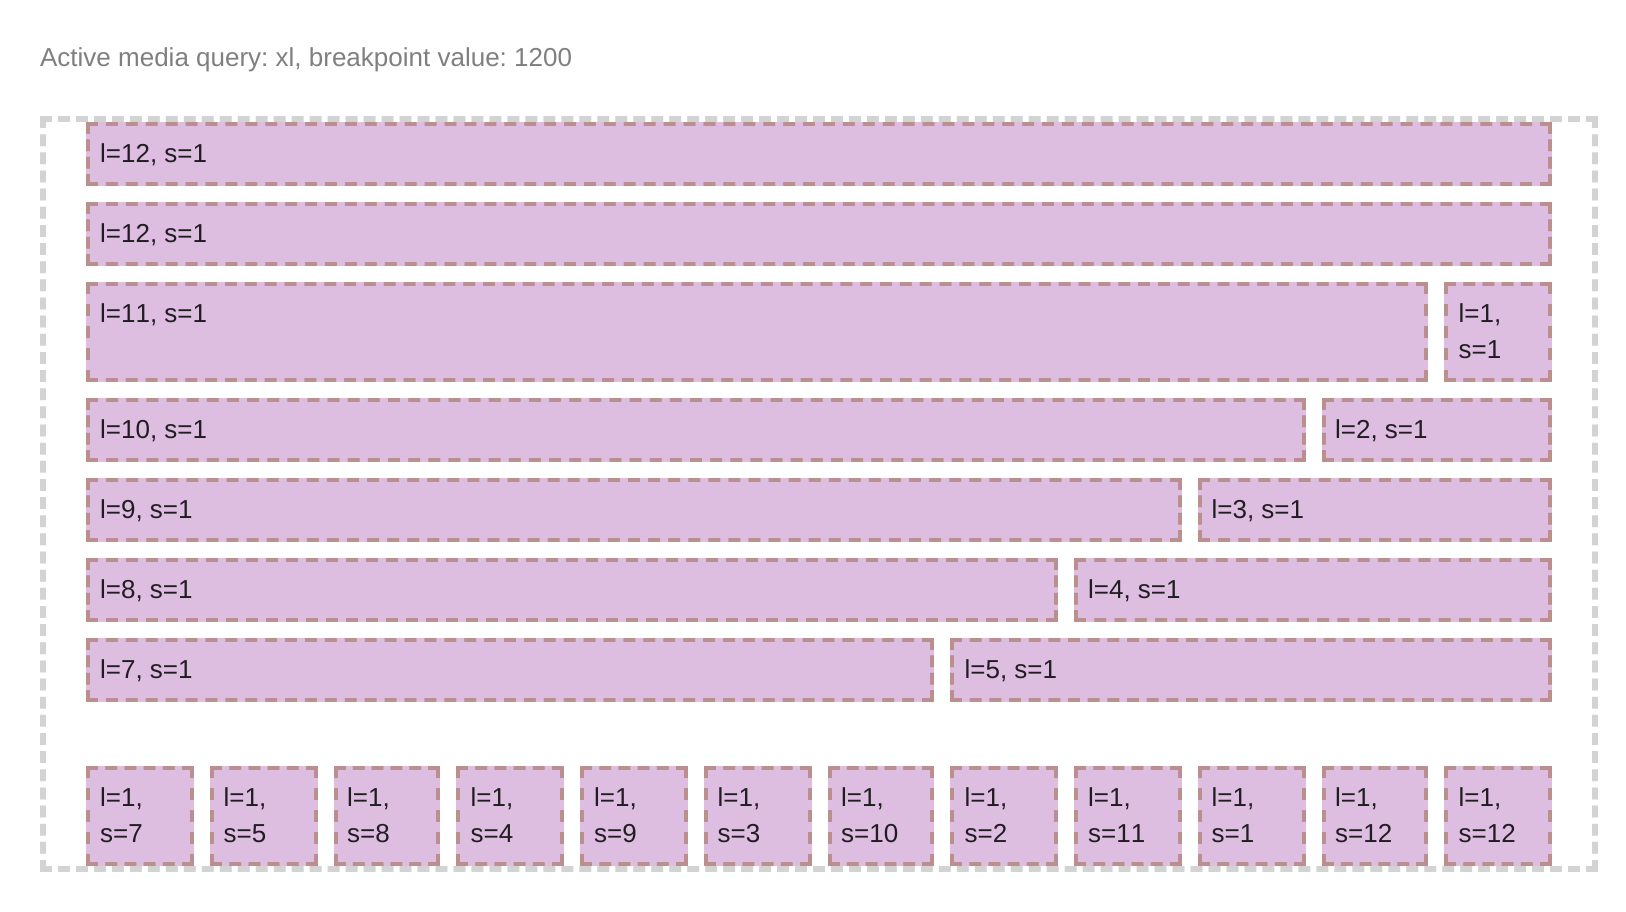 Active media query: xl, breakpoint value: 1200
l=12, s=1
l=12, s=1
l=11, s=1
l=1,
s=1
l=10, s=1
l=2, s=1
l=9, s=1
l=3, s=1
l=8, s=1
l=4, s=1
l=7, s=1
l=5, s=1
l=1,
s=7
l=1,
s=5
l=1,
s=8
l=1,
s=4
l=1,
s=9
l=1,
s=3
l=1,
s=10
l=1,
s=2
l=1,
s=11
l=1,
s=1
l=1,
s=12
l=1,
s=12